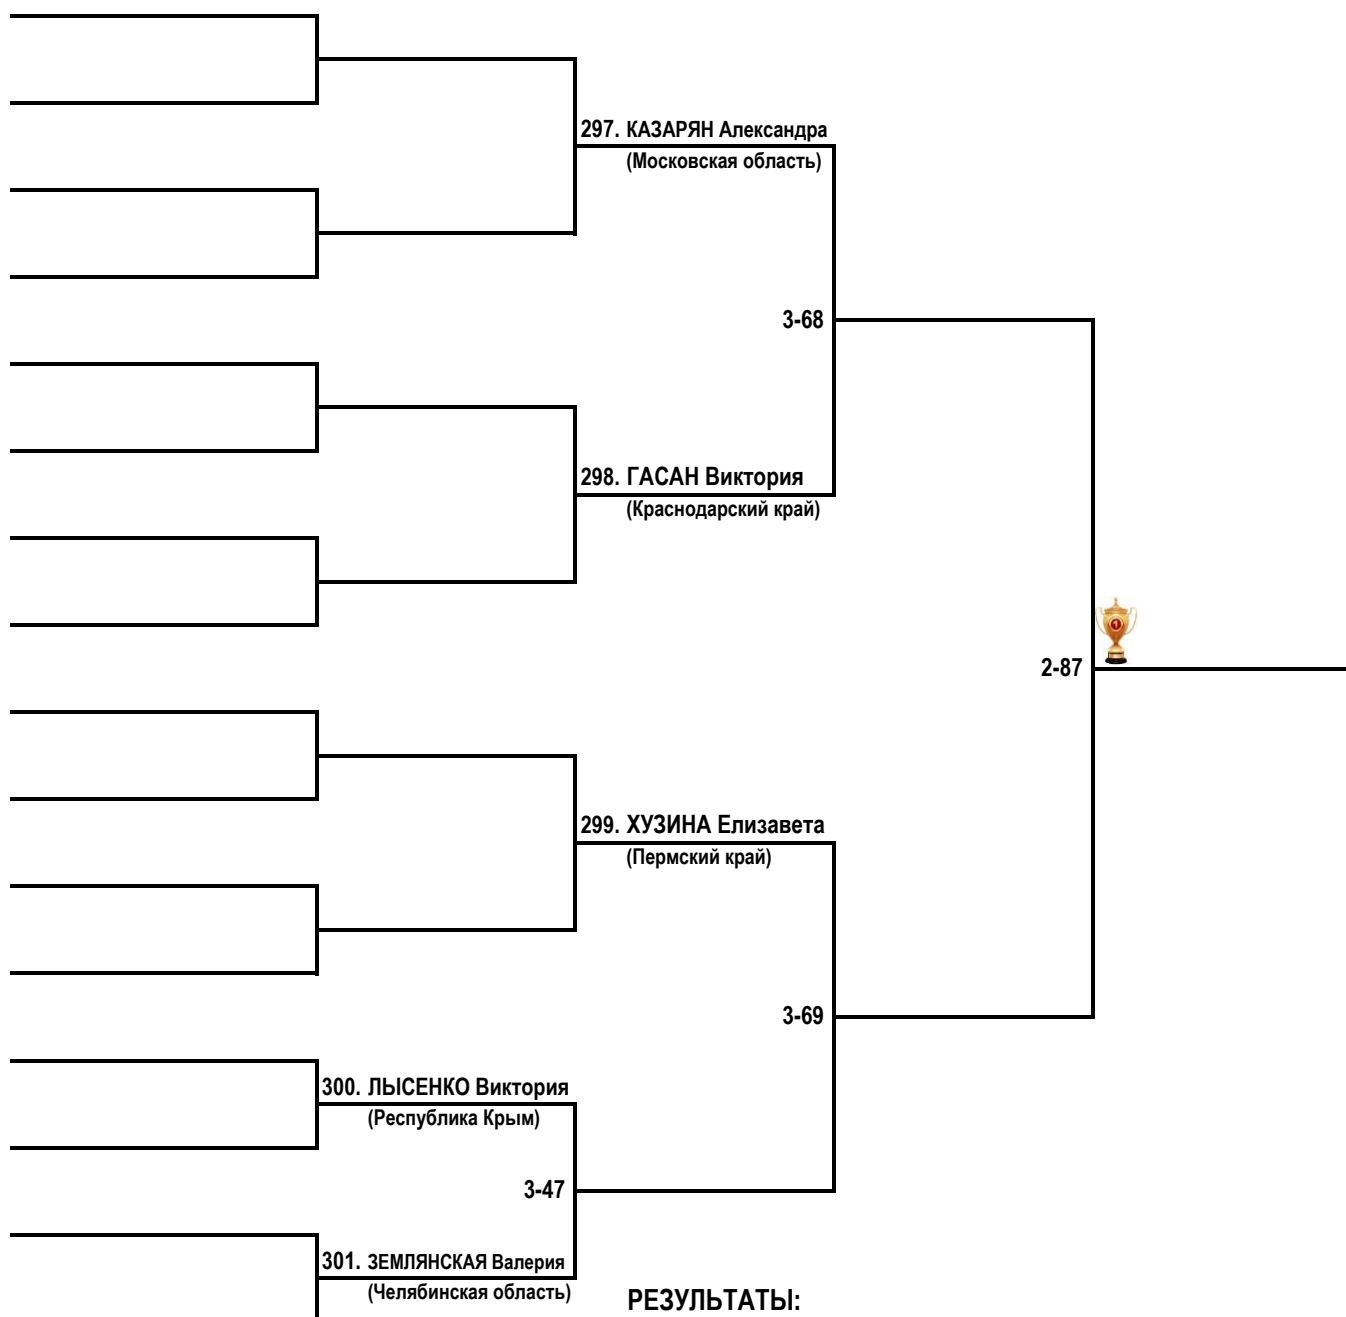 297. КАЗАРЯН Александра
(Московская область)
3-68
298. ГАСАН Виктория
(Краснодарский край)
1
2-87
299. ХУЗИНА Елизавета
(Пермский край)
3-69
300. ЛЫСЕНКО Виктория
(Республика Крым)
3-47
301. ЗЕМЛЯНСКАЯ Валерия
(Челябинская область)
РЕЗУЛЬТАТЫ: